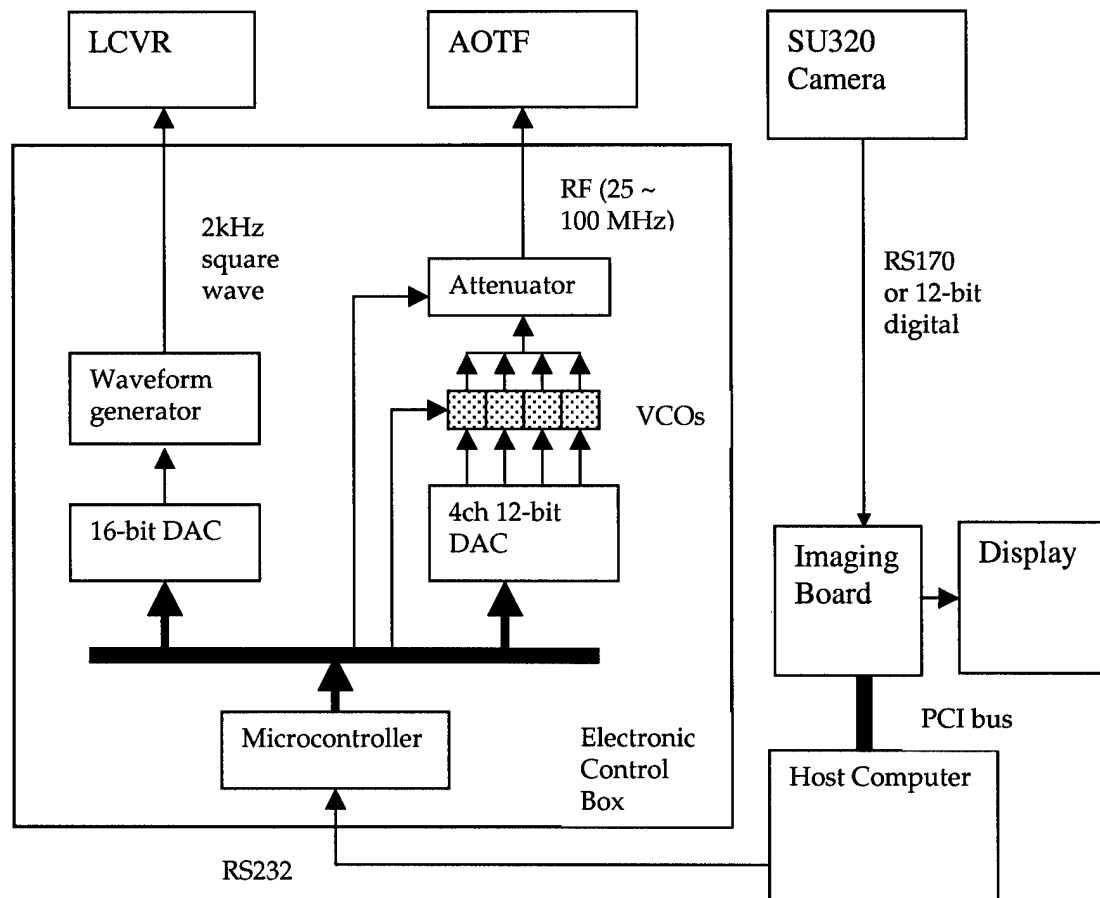 LCVR
AOTF
SU320
Camera
RF (25 ~
100 MHz)
2kHz
square
wave
RS170
or 12-bit
digital
Attenuator
Waveform
generator
VCOs
16-bit DAC
4ch 12-bit
DAC
Imaging
Board
Display
Microcontroller
Electronic
Control
Box
PCI bus
Host Computer
RS232